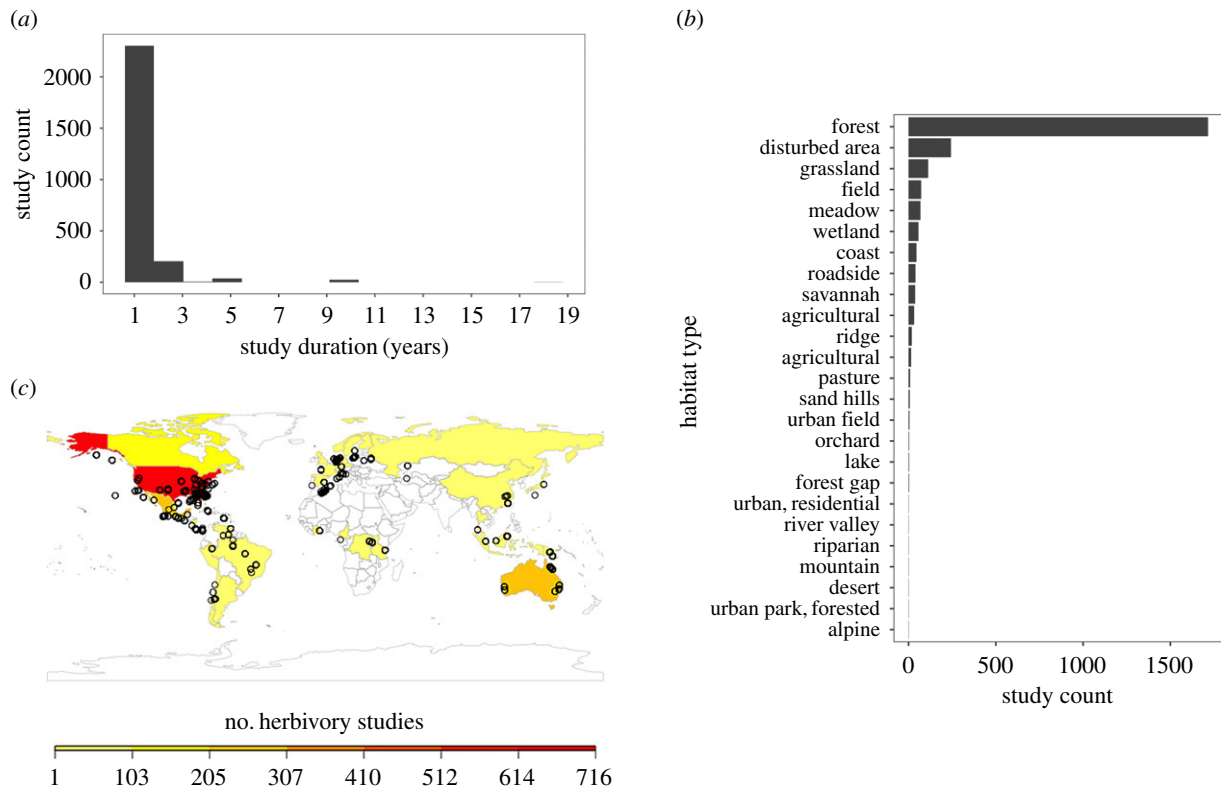 (a)
study count
2000
1500
1000
500
0
1 3 5 7 9 11 13 15 17 19
study duration (years)
(b)
habitat type
forest
disturbed area
grassland
field
meadow
wetland
coast
roadside
savannah
agricultural
ridge
agricultural
pasture
sand hills
urban field
orchard
lake
forest gap
urban, residential
river valley
riparian
mountain
desert
urban park, forested
alpine
0 500 1000 1500
study count
(c)
no. herbivory studies
1 103 205 307 410 512 614 716